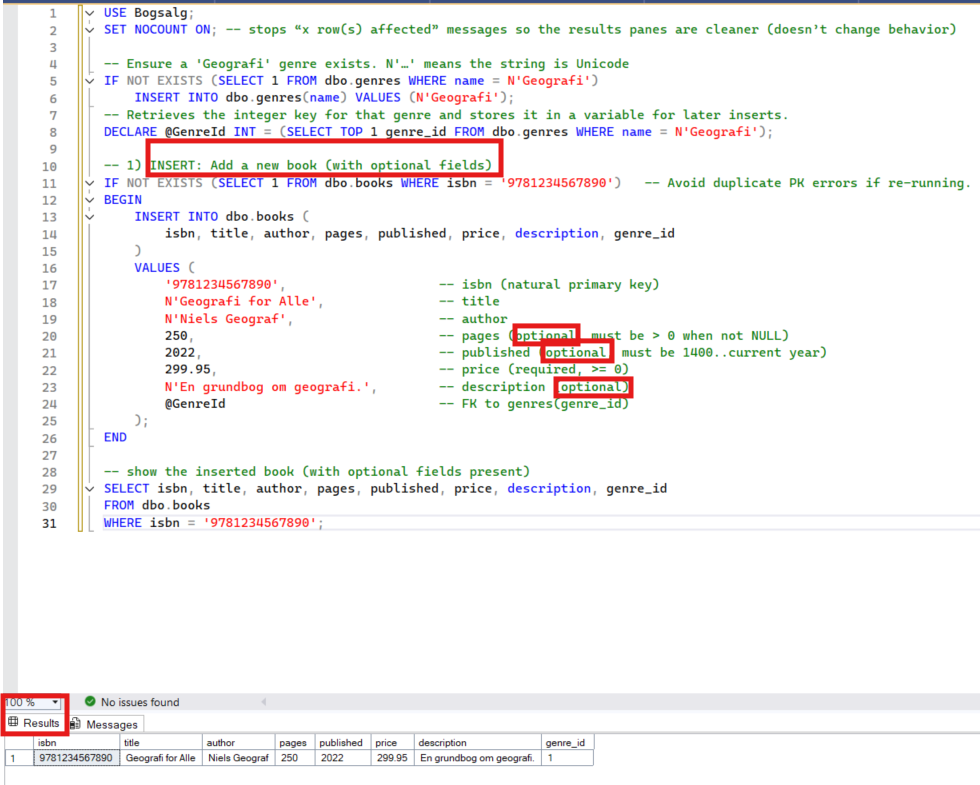 1 USE Bogsalg;
2 SET NOCOUNT ON; -- stops “x row(s) affected” messages so the results panes are cleaner (doesn’t change behavior)
3
4 -- Ensure a 'Geografi' genre exists. N'…' means the string is Unicode
5 IF NOT EXISTS (SELECT 1 FROM dbo.genres WHERE name = N'Geografi')
6 INSERT INTO dbo.genres(name) VALUES (N'Geografi');
7 -- Retrieves the integer key for that genre and stores it in a variable for later inserts.
8 DECLARE @GenreId INT = (SELECT TOP 1 genre_id FROM dbo.genres WHERE name = N'Geografi');
9
10 -- 1) INSERT: Add a new book (with optional fields)
11 IF NOT EXISTS (SELECT 1 FROM dbo.books WHERE isbn = '9781234567890') -- Avoid duplicate PK errors if re-running.
12 BEGIN
13 INSERT INTO dbo.books (
14 isbn, title, author, pages, published, price, description, genre_id
15 )
16 VALUES (
17 '9781234567890', -- isbn (natural primary key)
18 N'Geografi for Alle', -- title
19 N'Niels Geograf', -- author
20 250, -- pages (optional, must be > 0 when not NULL)
21 2022, -- published (optional, must be 1400..current year)
22 299.95, -- price (required, >= 0)
23 N'En grundbog om geografi.', -- description (optional)
24 @GenreId -- FK to genres(genre_id)
25 );
26 END
27
28 -- show the inserted book (with optional fields present)
29 SELECT isbn, title, author, pages, published, price, description, genre_id
30 FROM dbo.books
31 WHERE isbn = '9781234567890';
100 % No issues found
Results Messages
isbn title author pages published price description genre_id
1 9781234567890 Geografi for Alle Niels Geograf 250 2022 299.95 En grundbog om geografi. 1